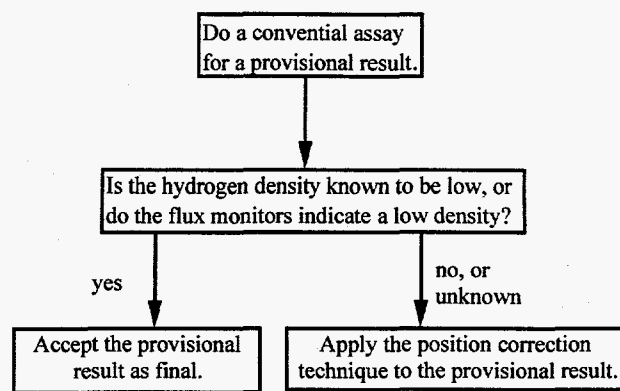 Do a convential assay
for a provisional result.
Is the hydrogen density known to be low, or
do the flux monitors indicate a low density?
yes
no, or
unknown
Accept the provisional
result as final.
Apply the position correction
technique to the provisional result.